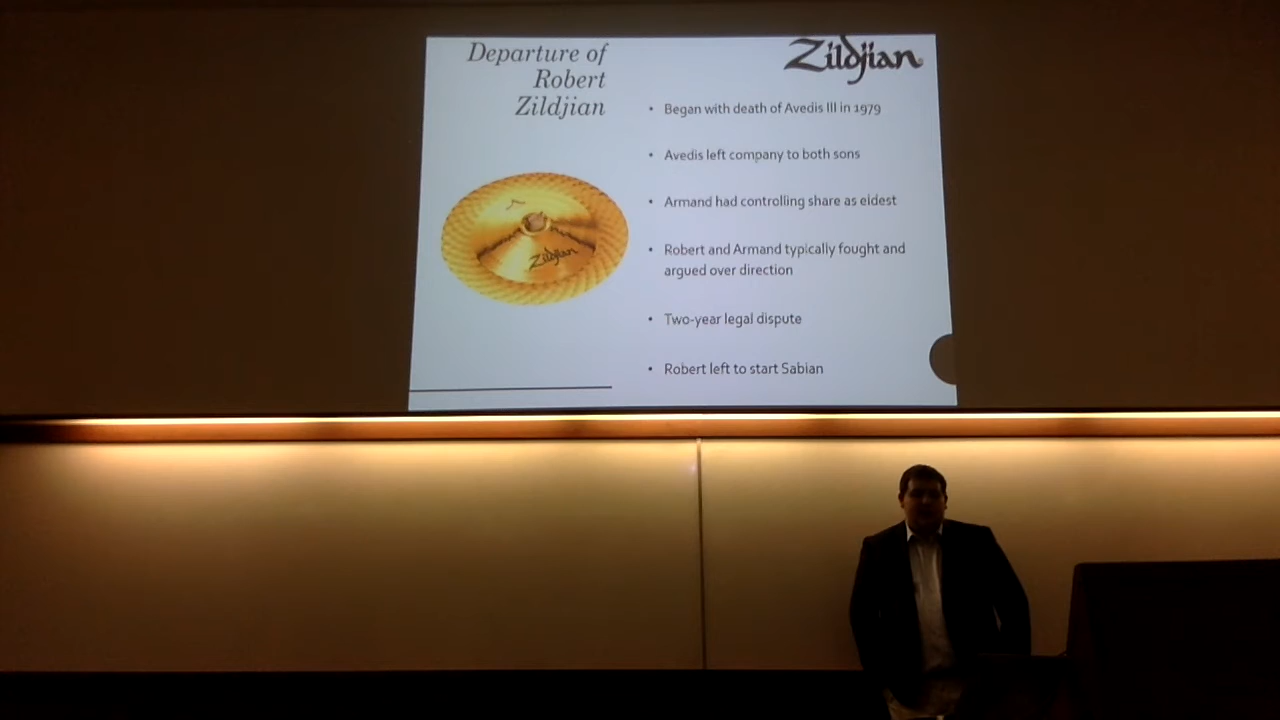 Departure of
Robert
Zildjian
Zildjian
• Began with death of Avedis III in 1979
• Avedis left company to both sons
• Armand had controlling share as eldest
• Robert and Armand typically fought and
argued over direction
• Two-year legal dispute
• Robert left to start Sabian
Zildjian